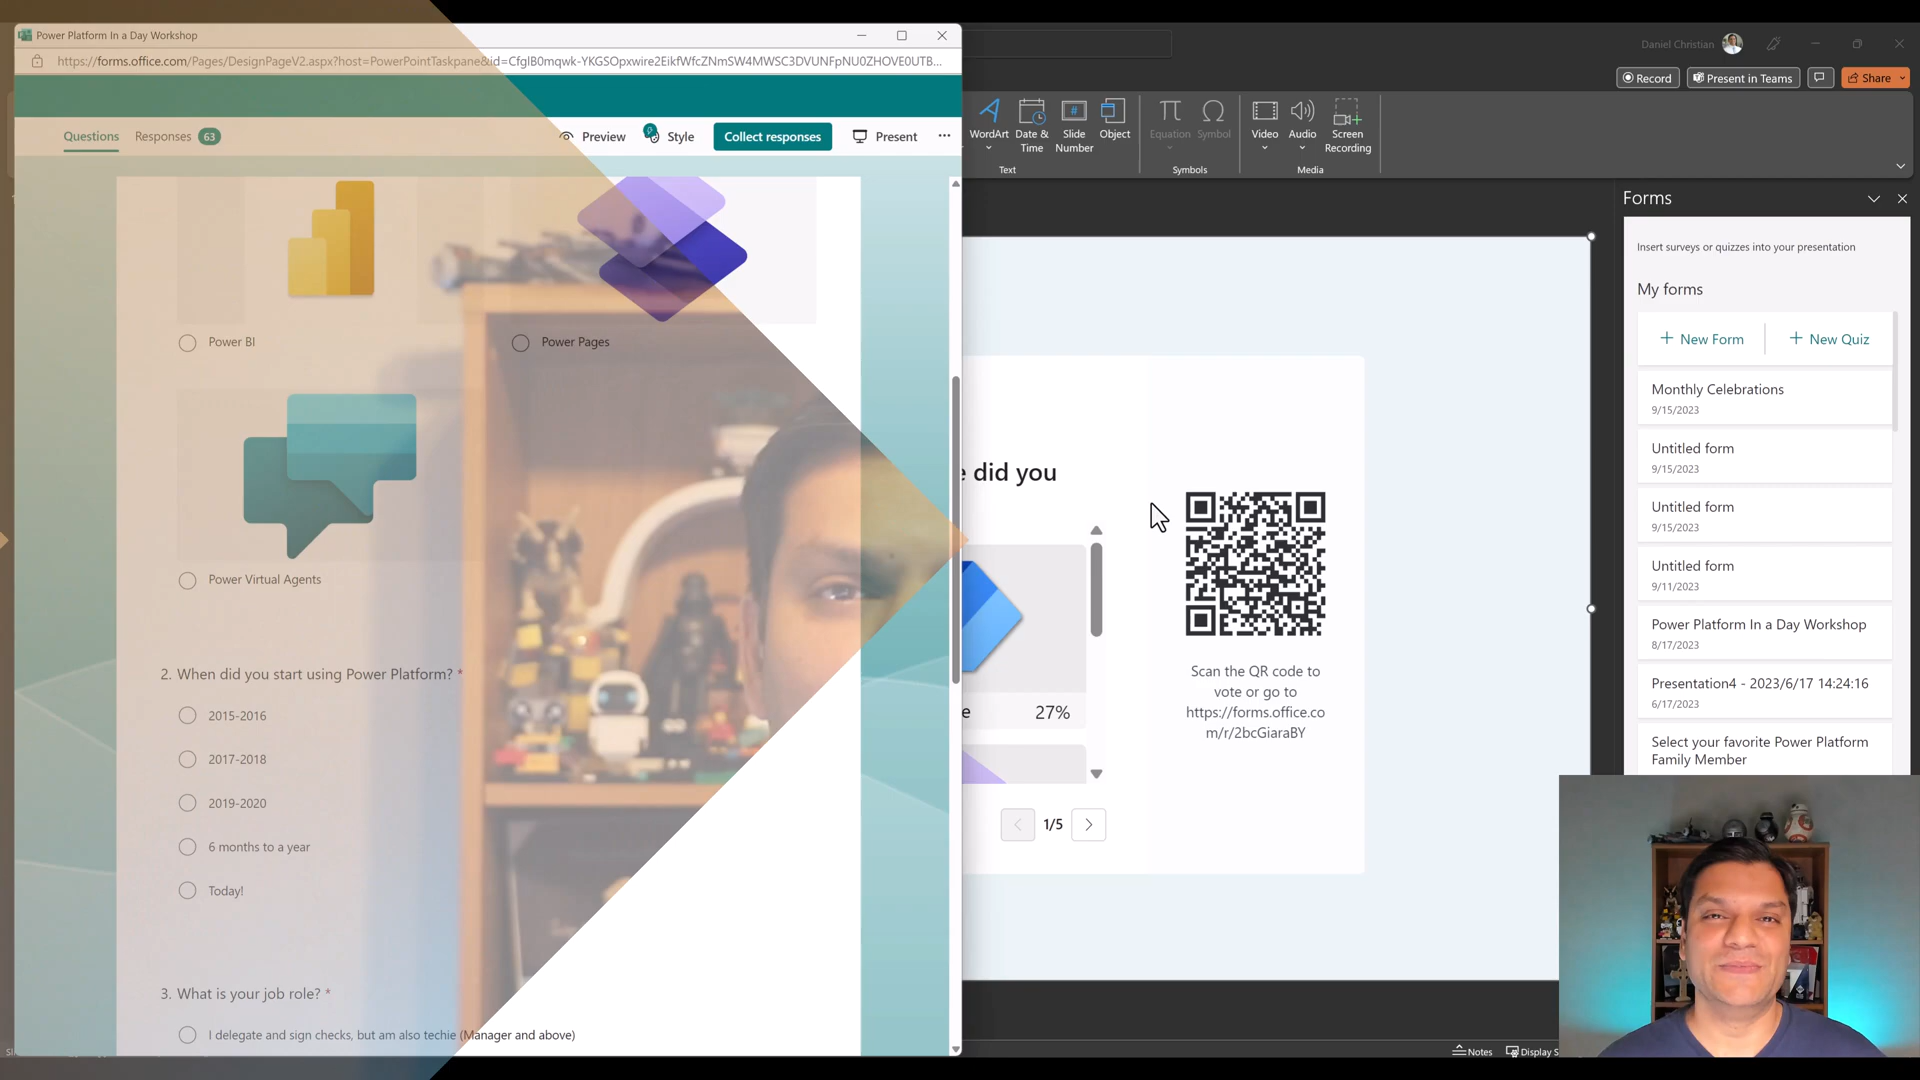 Power Platform In a Day Workshop
https://forms.office.com/Pages/DesignPageV2.aspx?host=PowerPointTaskpane&id=CfglB0mqwk-YKGSOpxwire2EikfWfcZNmSW4MWSC3DVUNFpNU0ZHOVE0UTB...
Questions
Responses 63
Preview
Style
Collect responses
Present
Power BI
Power Pages
Power Virtual Agents
2. When did you start using Power Platform? *
2015-2016
2017-2018
2019-2020
6 months to a year
Today!
3. What is your job role? *
I delegate and sign checks, but am also techie (Manager and above)
Daniel Christian
Record
Present in Teams
Share
WordArt
Date & Time
Slide Number
Object
Equation
Symbol
Video
Audio
Screen Recording
Text
Symbols
Media
did you
27%
1/5
Scan the QR code to
vote or go to
https://forms.office.co
m/r/2bcGiaraBY
Forms
Insert surveys or quizzes into your presentation
My forms
+ New Form
+ New Quiz
Monthly Celebrations
9/15/2023
Untitled form
9/15/2023
Untitled form
9/15/2023
Untitled form
9/11/2023
Power Platform In a Day Workshop
8/17/2023
Presentation4 - 2023/6/17 14:24:16
6/17/2023
Select your favorite Power Platform
Family Member
Notes
Display S